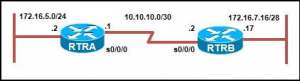 172.16.5.0/24 10.10.10.0/30 172.16.7.16/28
.2 .1 .2 .17
RTRA RTRB
s0/0/0 s0/0/0